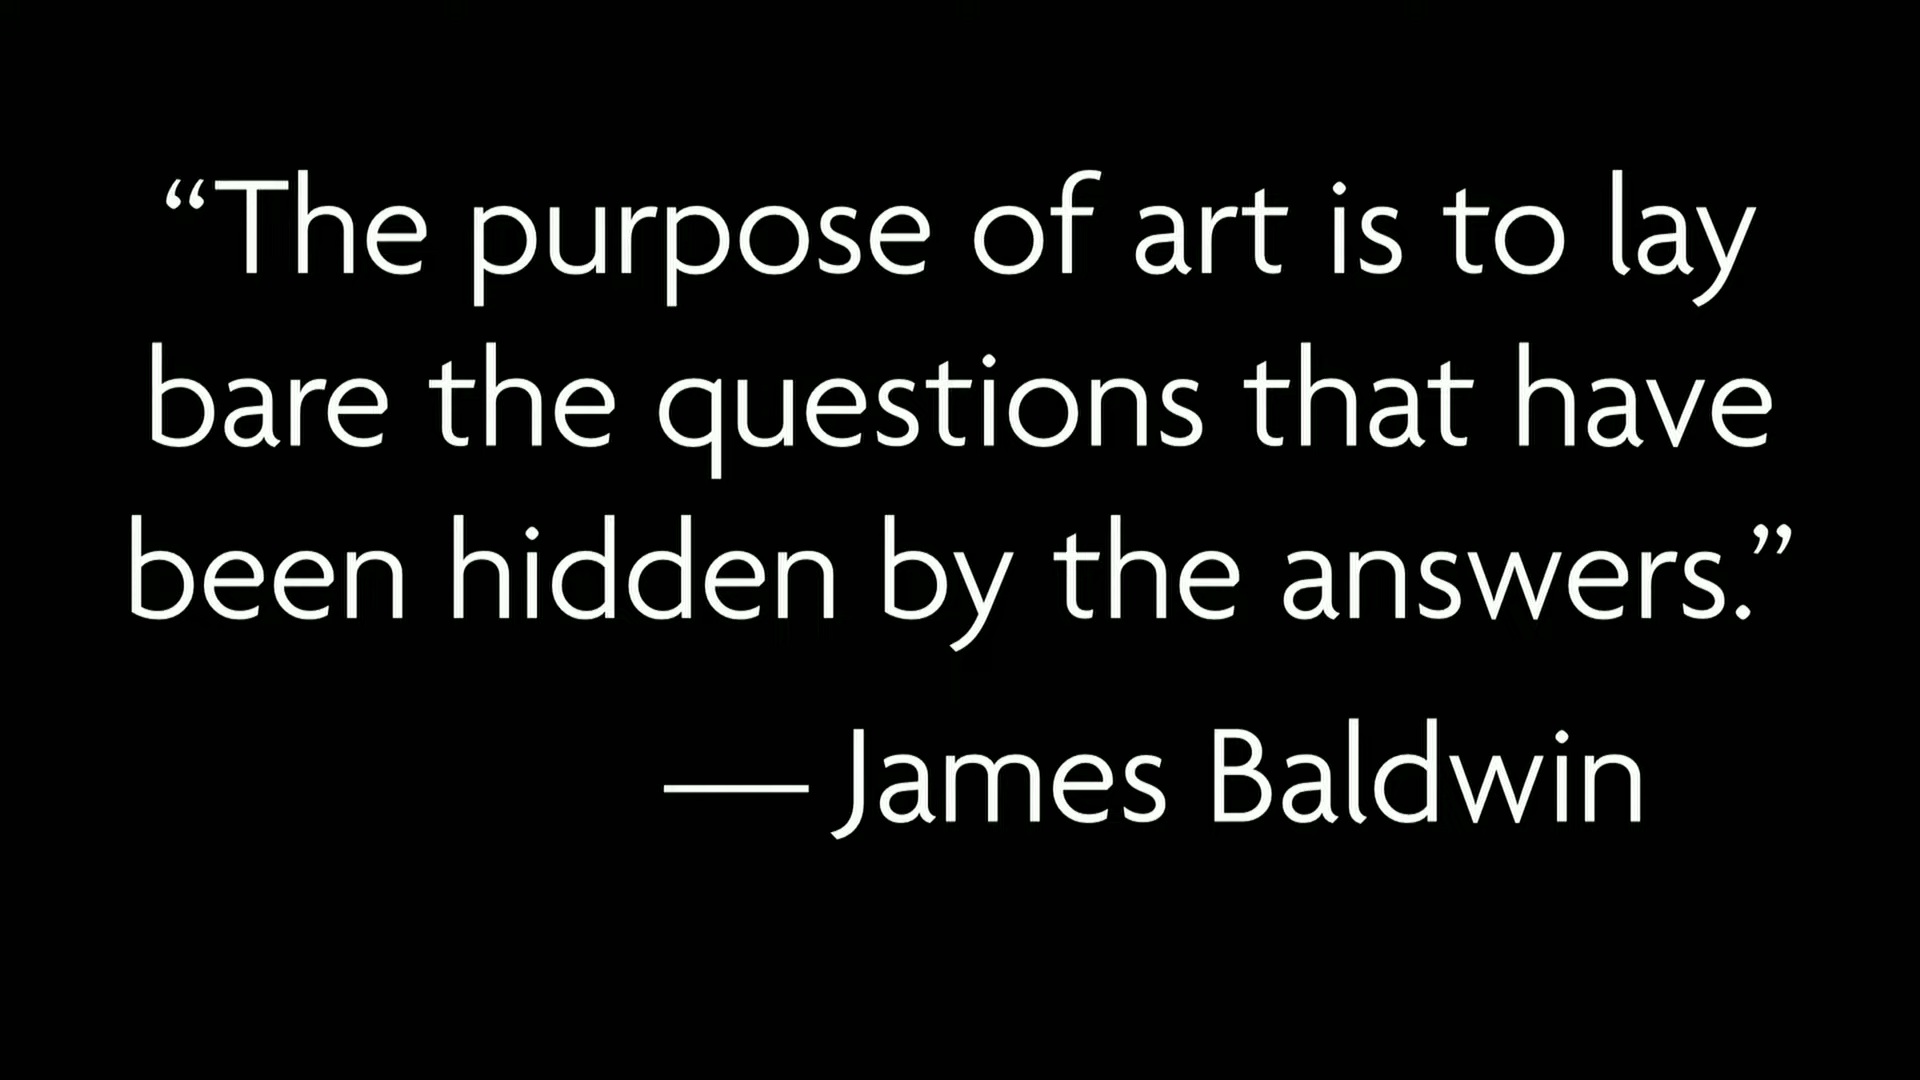 “The purpose of art is to lay
bare the questions that have
been hidden by the answers.”
— James Baldwin